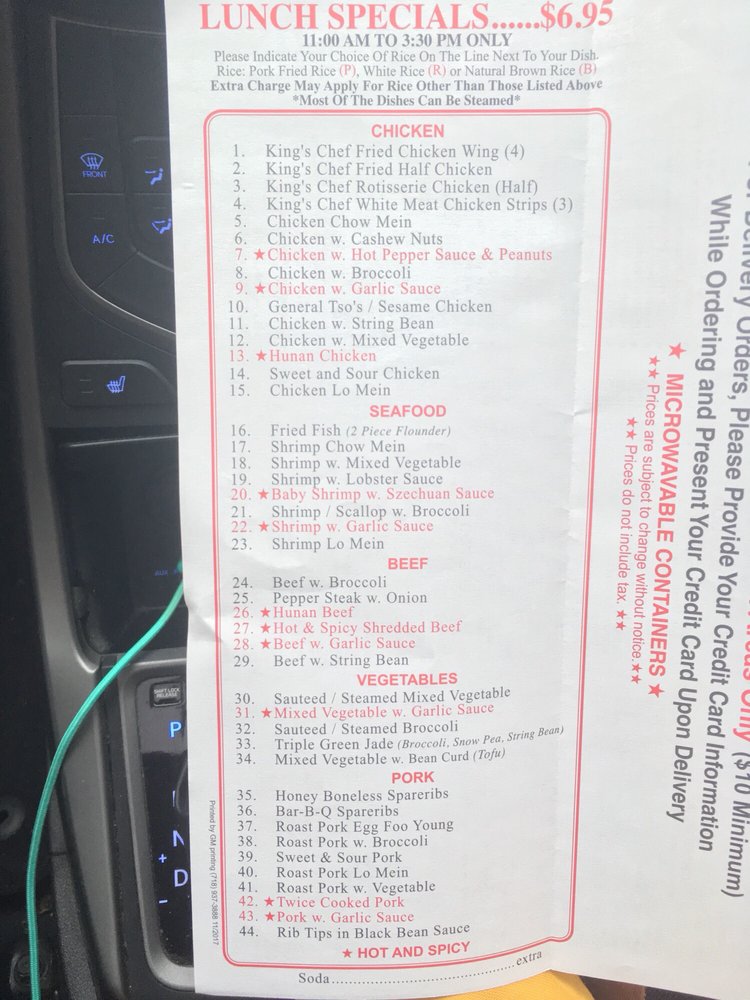 LUNCH SPECIALS......$6.95
11:00 AM TO 3:30 PM ONLY
Please Indicate Your Choice Of Rice On The Line Next To Your Dish.
Rice: Pork Fried Rice (P), White Rice (R) or Natural Brown Rice (B)
Extra Charge May Apply For Rice Other Than Those Listed Above
*Most Of The Dishes Can Be Steamed*
CHICKEN
1. King's Chef Fried Chicken Wing (4)
2. King's Chef Fried Half Chicken
3. King's Chef Rotisserie Chicken (Half)
4. King's Chef White Meat Chicken Strips (3)
5. Chicken Chow Mein
6. Chicken w. Cashew Nuts
7. ★Chicken w. Hot Pepper Sauce & Peanuts
8. Chicken w. Broccoli
9. ★Chicken w. Garlic Sauce
10. General Tso's / Sesame Chicken
11. Chicken w. String Bean
12. Chicken w. Mixed Vegetable
13. ★Hunan Chicken
14. Sweet and Sour Chicken
15. Chicken Lo Mein
SEAFOOD
16. Fried Fish (2 Piece Flounder)
17. Shrimp Chow Mein
18. Shrimp w. Mixed Vegetable
19. Shrimp w. Lobster Sauce
20. ★Baby Shrimp w. Szechuan Sauce
21. Shrimp / Scallop w. Broccoli
22. ★Shrimp w. Garlic Sauce
23. Shrimp Lo Mein
BEEF
24. Beef w. Broccoli
25. Pepper Steak w. Onion
26. ★Hunan Beef
27. ★Hot & Spicy Shredded Beef
28. ★Beef w. Garlic Sauce
29. Beef w. String Bean
VEGETABLES
30. Sauteed / Steamed Mixed Vegetable
31. ★Mixed Vegetable w. Garlic Sauce
32. Sauteed / Steamed Broccoli
33. Triple Green Jade (Broccoli, Snow Pea, String Bean)
34. Mixed Vegetable w. Bean Curd (Tofu)
PORK
35. Honey Boneless Spareribs
36. Bar-B-Q Spareribs
37. Roast Pork Egg Foo Young
38. Roast Pork w. Broccoli
39. Sweet & Sour Pork
40. Roast Pork Lo Mein
41. Roast Pork w. Vegetable
42. ★Twice Cooked Pork
43. ★Pork w. Garlic Sauce
44. Rib Tips in Black Bean Sauce
★ HOT AND SPICY
Soda........................................extra
Printed by GM printing (718) 937-3888 11/2017
Only ($10 Minimum)
Delivery Orders, Please Provide Your Credit Card Information
While Ordering and Present Your Credit Card Upon Delivery
★ MICROWAVABLE CONTAINERS ★
★★ Prices are subject to change without notice.★★
★★ Prices do not include tax. ★★
FRONT
A/C
SHIFT LOCK
RELEASE
P
N
D
+
-